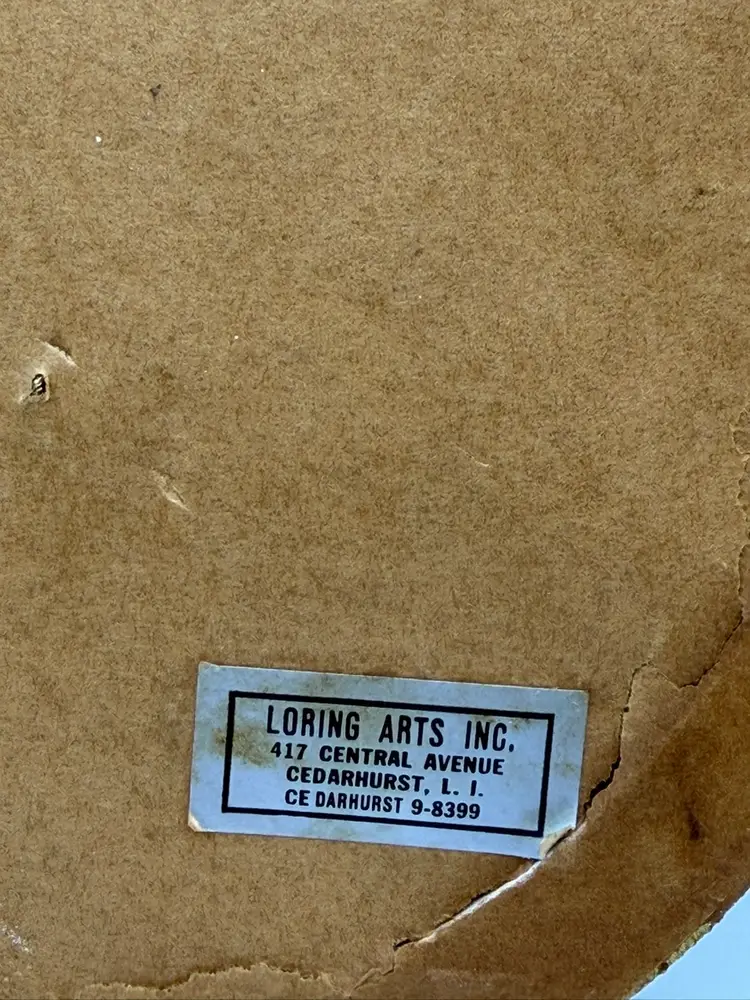 LORING ARTS INC.
417 CENTRAL AVENUE
CEDARHURST, L. I.
CE DARHURST 9-8399